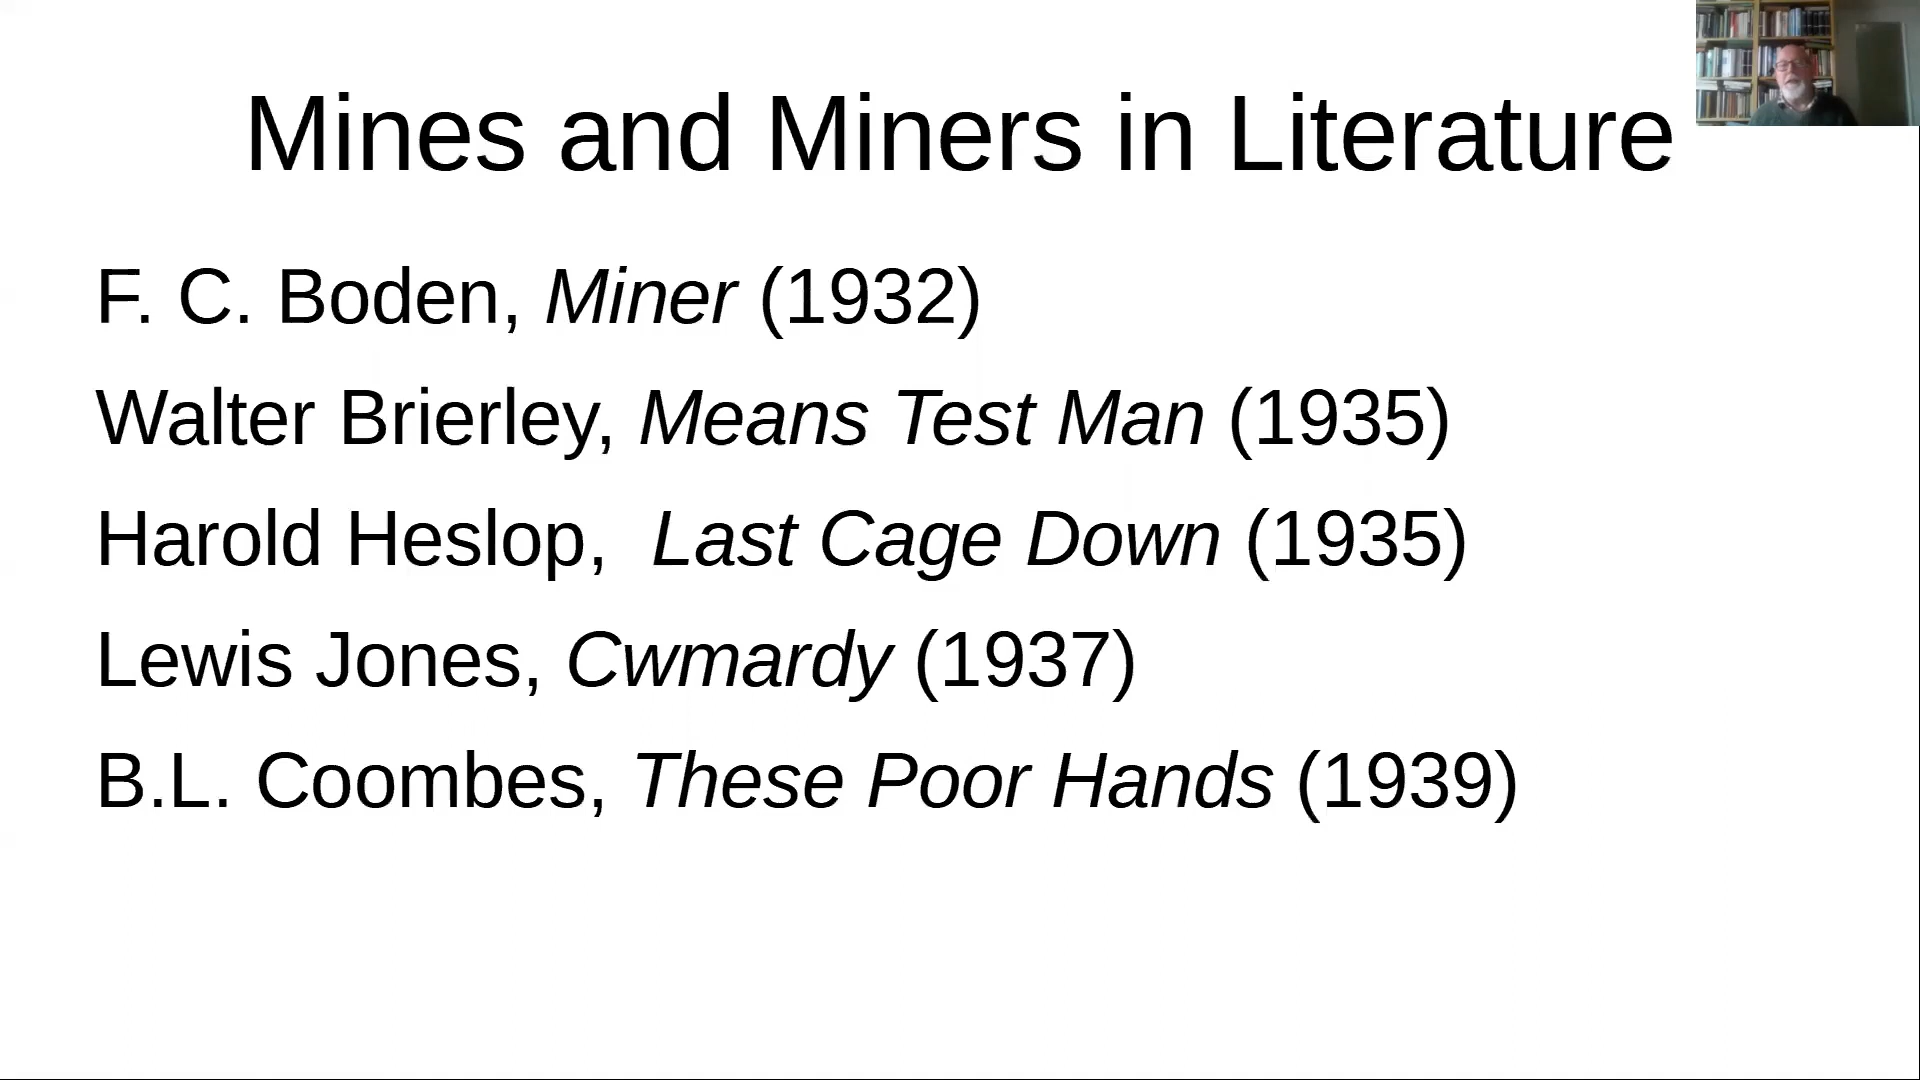 Mines and Miners in Literature
F. C. Boden, Miner (1932)
Walter Brierley, Means Test Man (1935)
Harold Heslop,  Last Cage Down (1935)
Lewis Jones, Cwmardy (1937)
B.L. Coombes, These Poor Hands (1939)